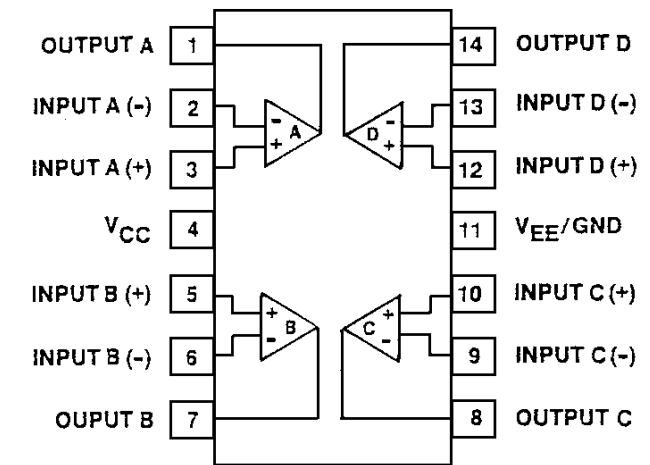 OUTPUT A 1 14 OUTPUT D
INPUT A (-) 2 13 INPUT D (-)
- A + - D +
INPUT A (+) 3 12 INPUT D (+)
VCC 4 11 VEE/GND
INPUT B (+) 5 10 INPUT C (+)
+ B - + C -
INPUT B (-) 6 9 INPUT C (-)
OUPUT B 7 8 OUTPUT C